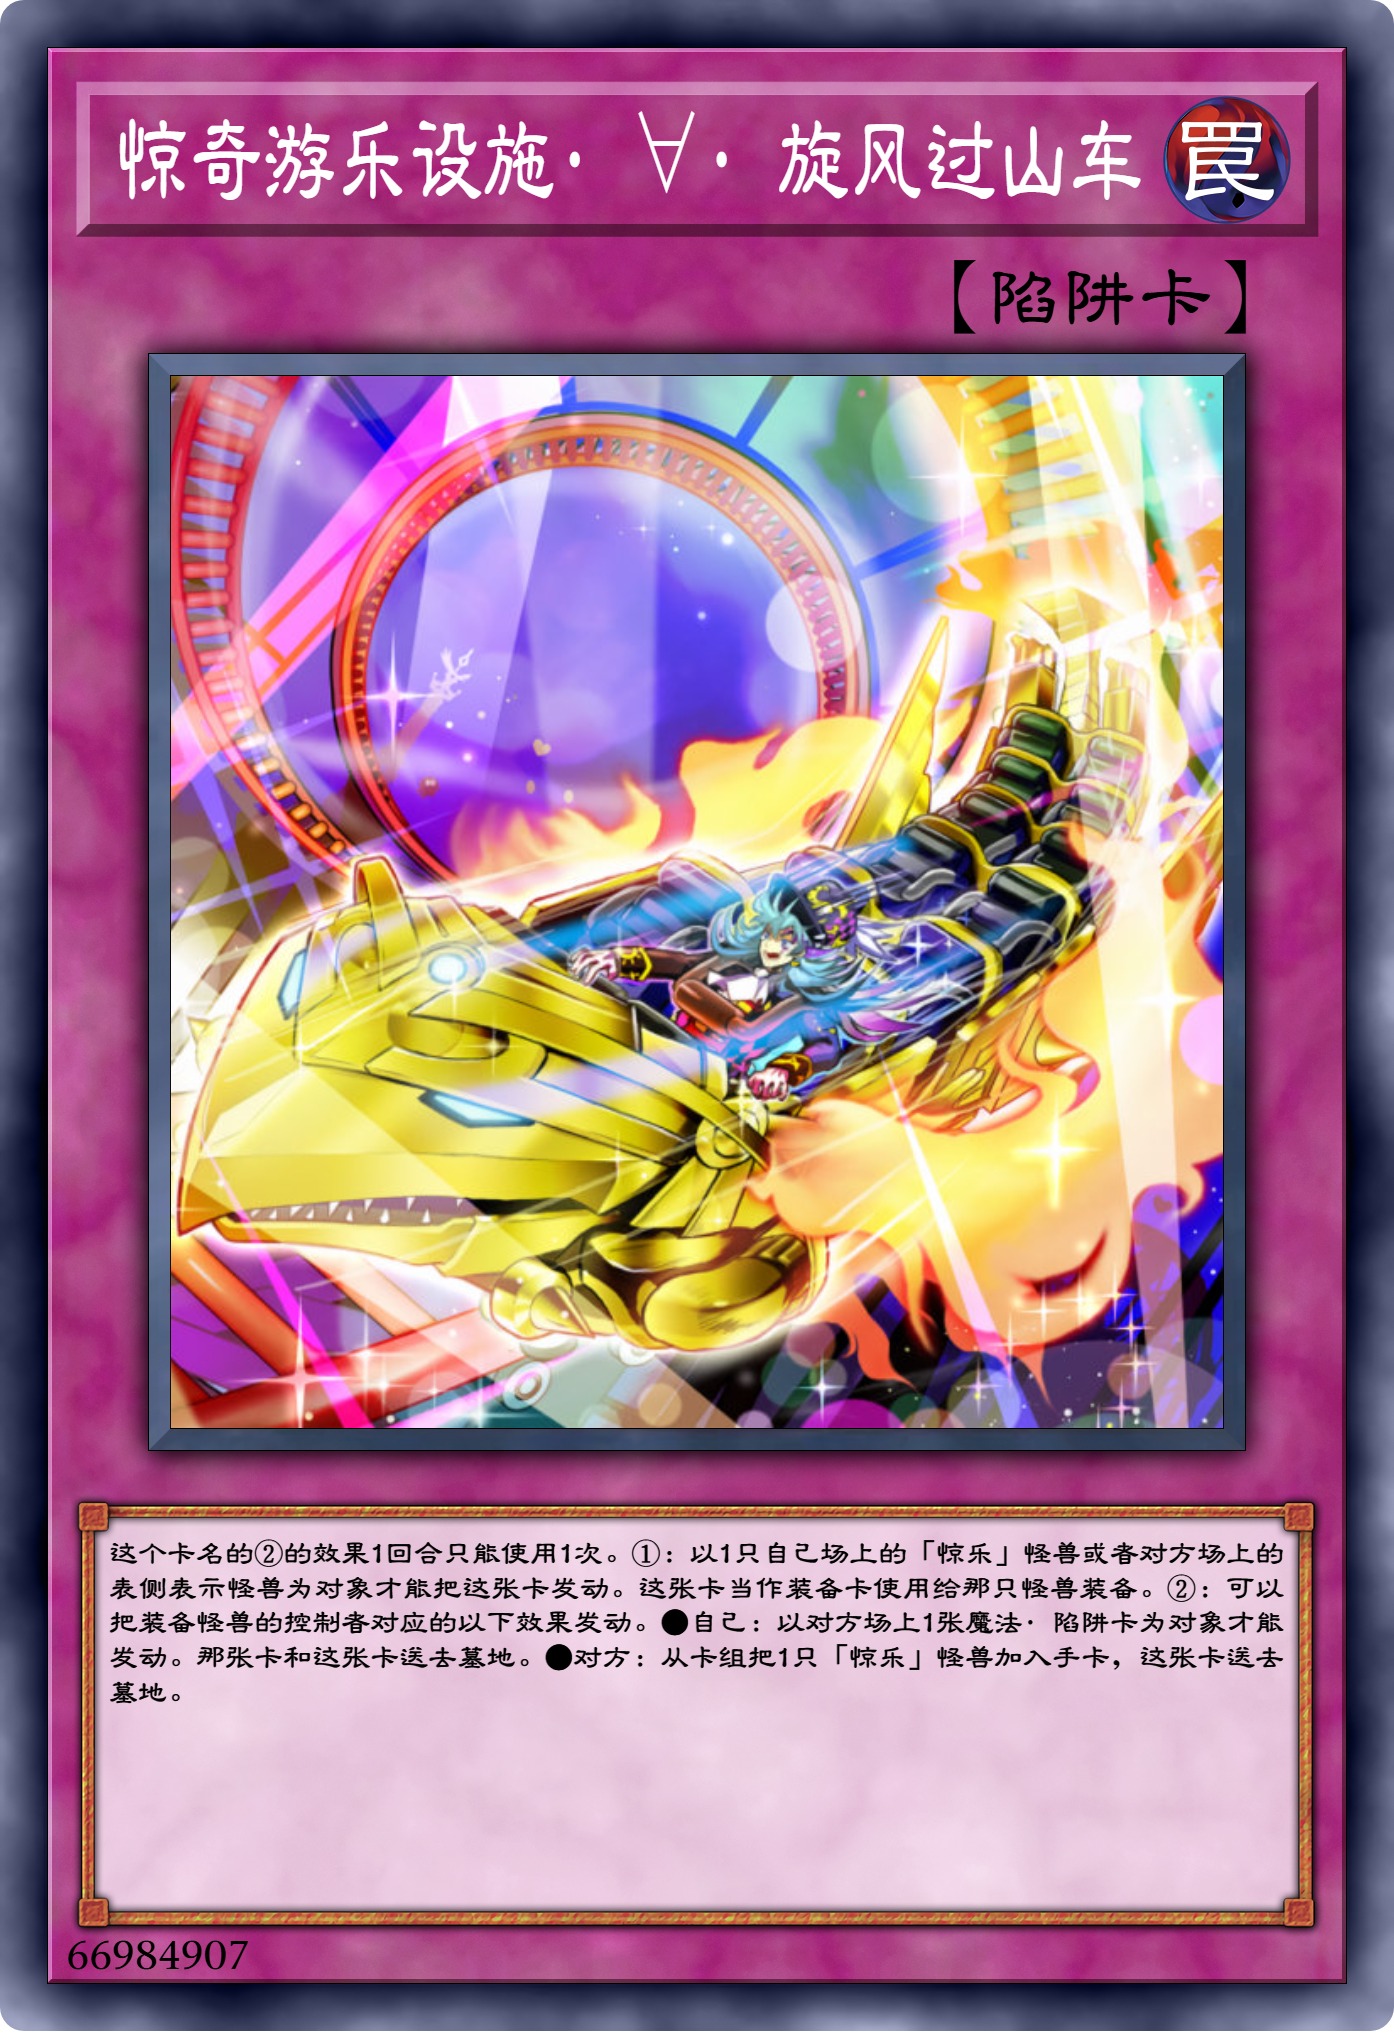 惊奇游乐设施·∀·旋风过山车
罠
【陷阱卡】
这个卡名的②的效果1回合只能使用1次。①：以1只自己场上的「惊乐」怪兽或者对方场上的
表侧表示怪兽为对象才能把这张卡发动。这张卡当作装备卡使用给那只怪兽装备。②：可以
把装备怪兽的控制者对应的以下效果发动。●自己：以对方场上1张魔法·陷阱卡为对象才能
发动。那张卡和这张卡送去墓地。●对方：从卡组把1只「惊乐」怪兽加入手卡，这张卡送去
墓地。
66984907